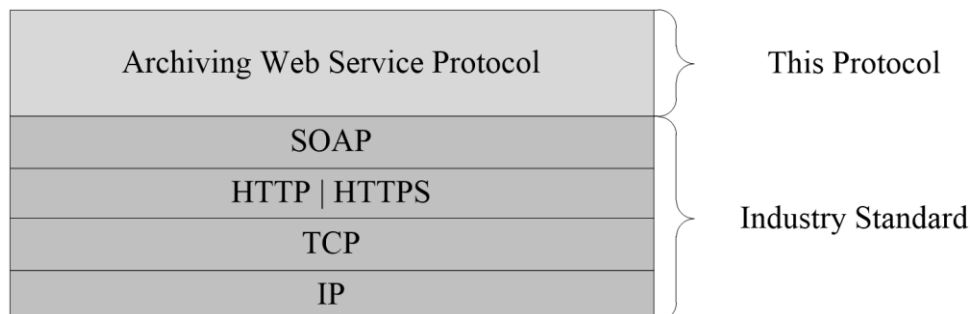 Archiving Web Service Protocol
This Protocol
SOAP
HTTP | HTTPS
TCP
IP
Industry Standard